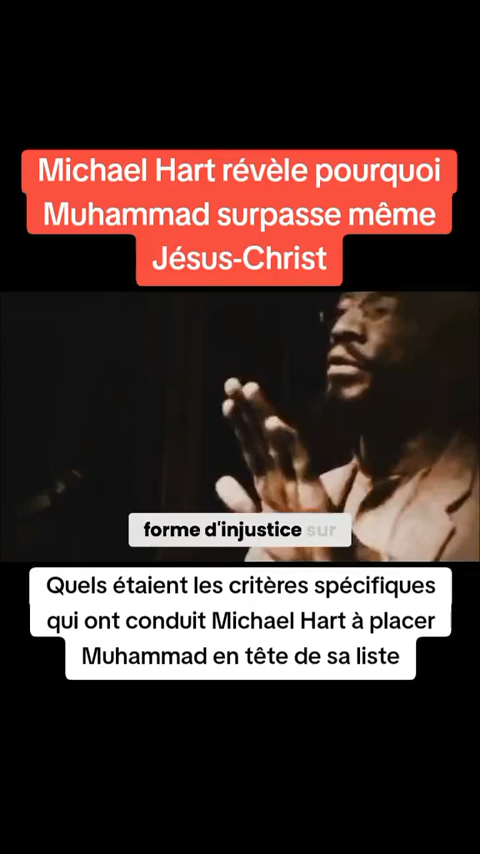 Michael Hart révèle pourquoi
Muhammad surpasse même
Jésus-Christ
forme d'injustice sur
Quels étaient les critères spécifiques
qui ont conduit Michael Hart à placer
Muhammad en tête de sa liste